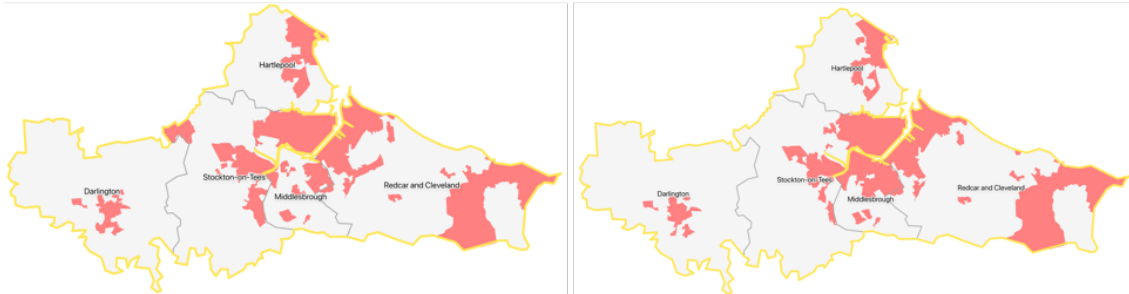 Hartlepool
Stockton-on-Tees
Darlington
Redcar and Cleveland
Middlesbrough
Hartlepool
Stockton-on-Tees
Redcar and Cleveland
Darlington
Middlesbrough